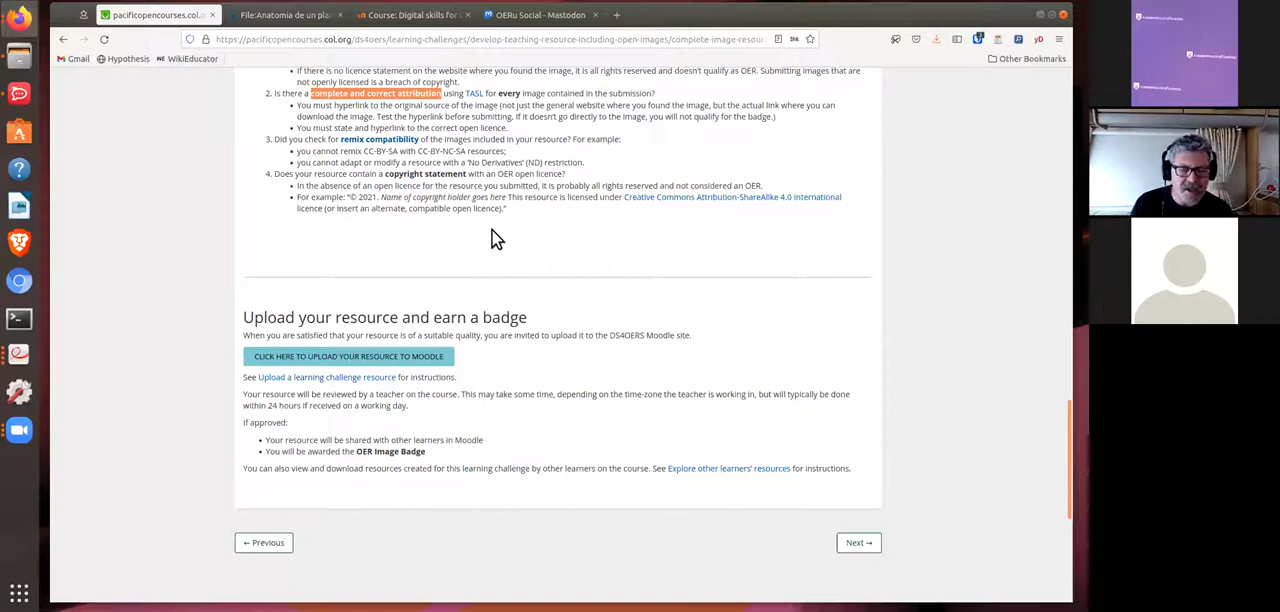 pacificopencourses.col.o
File:Anatomia de un plan
Course: Digital skills for
OERu Social - Mastodon
https://pacificopencourses.col.org/ds4oers/learning-challenges/develop-teaching-resource-including-open-images/complete-image-resour
Gmail
Hypothesis
WikiEducator
Other Bookmarks
If there is no licence statement on the website where you found the image, it is all rights reserved and doesn't qualify as OER. Submitting images that are
not openly licensed is a breach of copyright.
2. Is there a complete and correct attribution using TASL for every image contained in the submission?
You must hyperlink to the original source of the image (not just the general website where you found the image, but the actual link where you can
download the image. Test the hyperlink before submitting. If it doesn't go directly to the image, you will not qualify for the badge.)
You must state and hyperlink to the correct open licence.
3. Did you check for remix compatibility of the images included in your resource? For example:
you cannot remix CC-BY-SA with CC-BY-NC-SA resources;
you cannot adapt or modify a resource with a 'No Derivatives' (ND) restriction.
4. Does your resource contain a copyright statement with an OER open licence?
In the absence of an open licence for the resource you submitted, it is probably all rights reserved and not considered an OER.
For example: "© 2021. Name of copyright holder goes here This resource is licensed under Creative Commons Attribution-ShareAlike 4.0 International
licence (or insert an alternate, compatible open licence)."
Upload your resource and earn a badge
When you are satisfied that your resource is of a suitable quality, you are invited to upload it to the DS4OERS Moodle site.
CLICK HERE TO UPLOAD YOUR RESOURCE TO MOODLE
See Upload a learning challenge resource for instructions.
Your resource will be reviewed by a teacher on the course. This may take some time, depending on the time-zone the teacher is working in, but will typically be done
within 24 hours if received on a working day.
if approved:
Your resource will be shared with other learners in Moodle
You will be awarded the OER Image Badge
You can also view and download resources created for this learning challenge by other learners on the course. See Explore other learners' resources for instructions.
← Previous
Next →